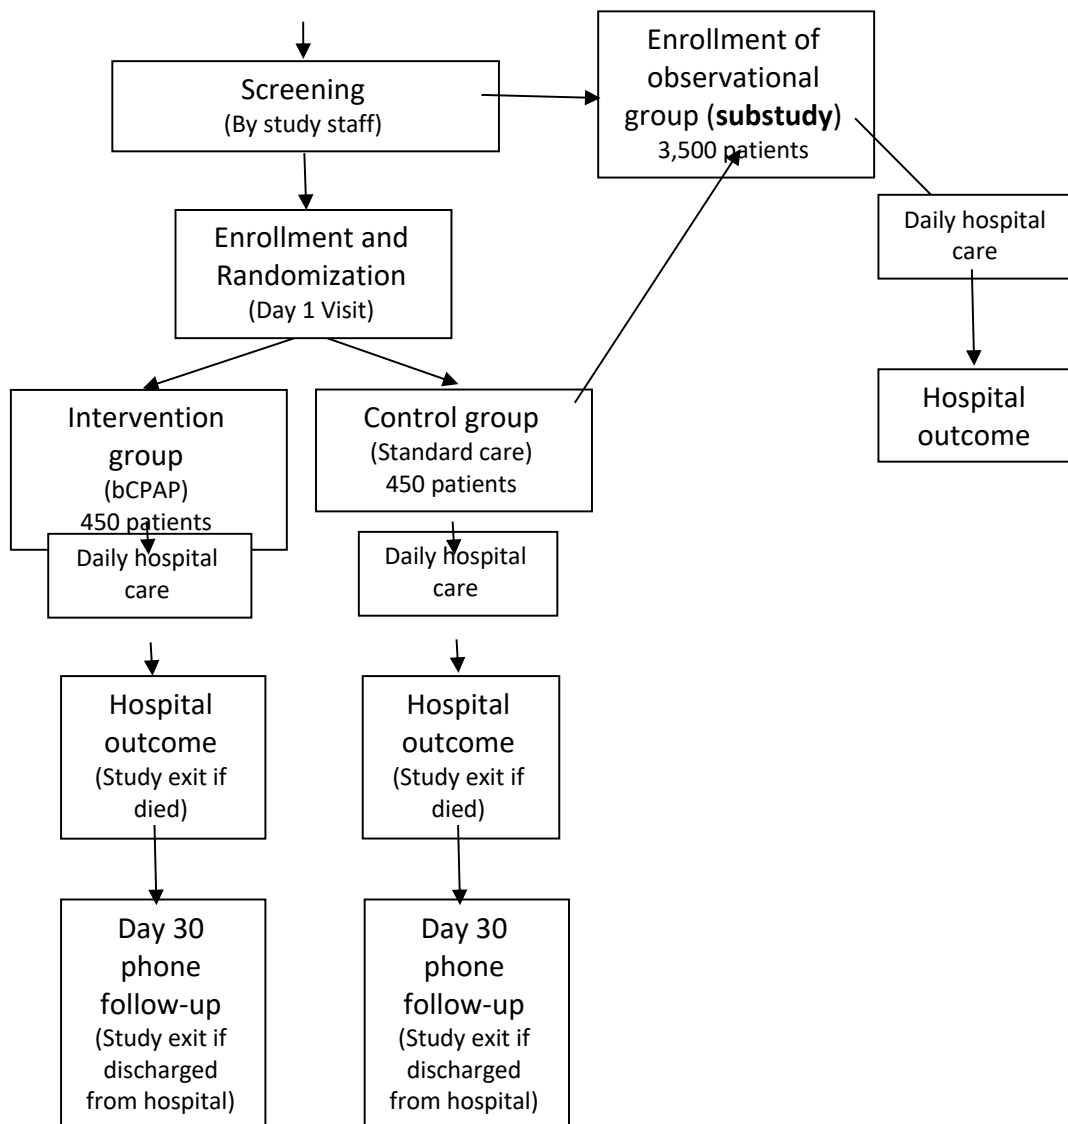 Screening
(By study staff)
Enrollment of
observational
group (substudy)
3,500 patients
Enrollment and
Randomization
(Day 1 Visit)
Daily hospital
care
Hospital
outcome
Intervention
group
(bCPAP)
450 patients
Control group
(Standard care)
450 patients
Daily hospital
care
Daily hospital
care
Hospital
outcome
(Study exit if
died)
Hospital
outcome
(Study exit if
died)
Day 30
phone
follow-up
(Study exit if
discharged
from hospital)
Day 30
phone
follow-up
(Study exit if
discharged
from hospital)